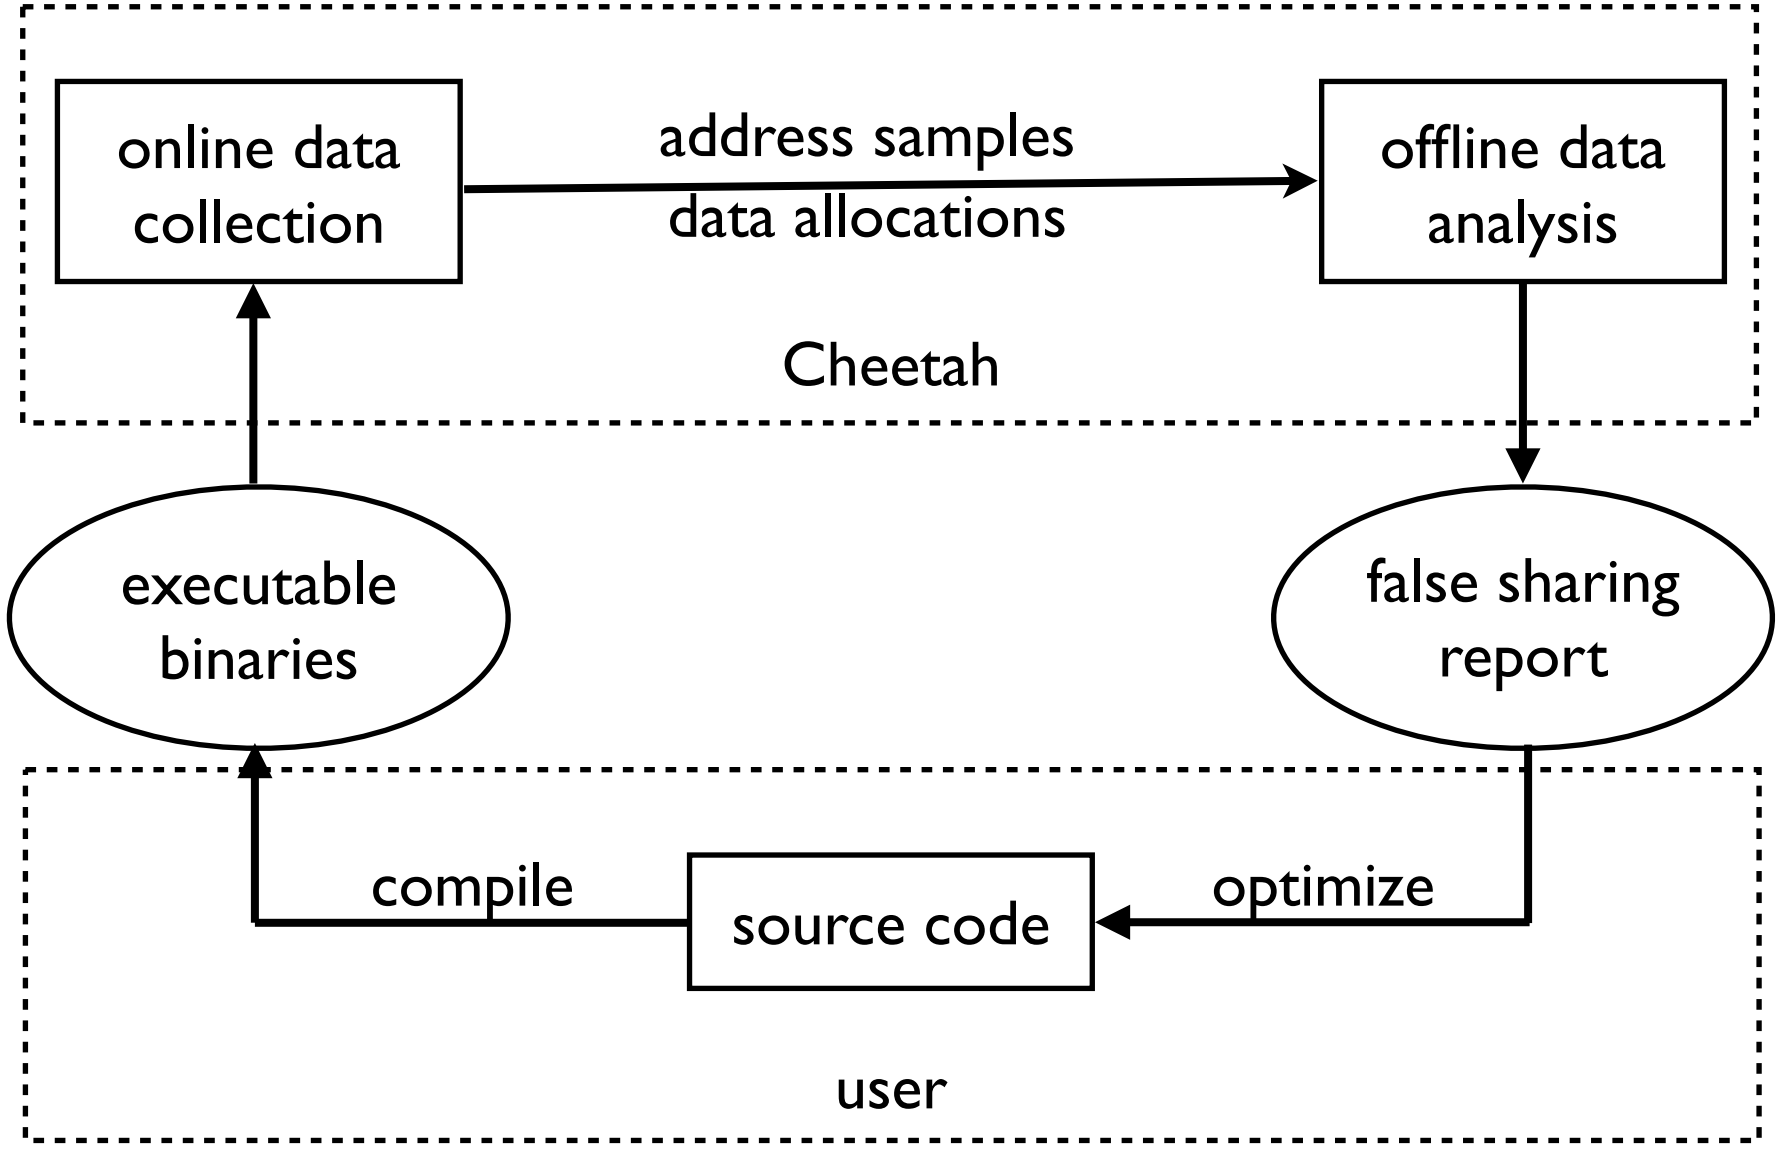 online data
collection
address samples
data allocations
offline data
analysis
Cheetah
executable
binaries
false sharing
report
compile
source code
optimize
user